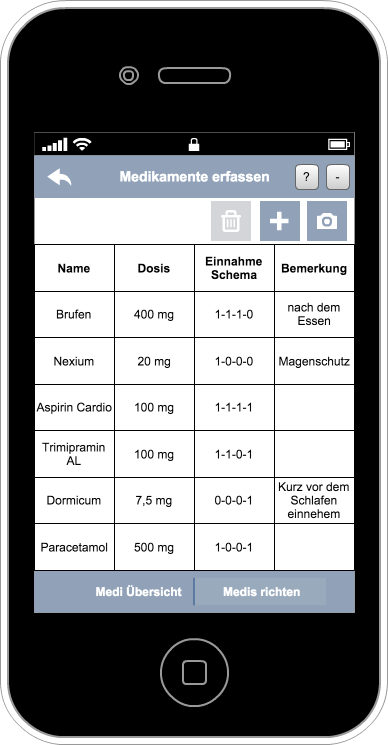 Medikamente erfassen ? -
Name Dosis Einnahme Schema Bemerkung
Brufen 400 mg 1-1-1-0 nach dem Essen
Nexium 20 mg 1-0-0-0 Magenschutz
Aspirin Cardio 100 mg 1-1-1-1
Trimipramin AL 100 mg 1-1-0-1
Dormicum 7,5 mg 0-0-0-1 Kurz vor dem Schlafen einnehem
Paracetamol 500 mg 1-0-0-1
Medi Übersicht Medis richten